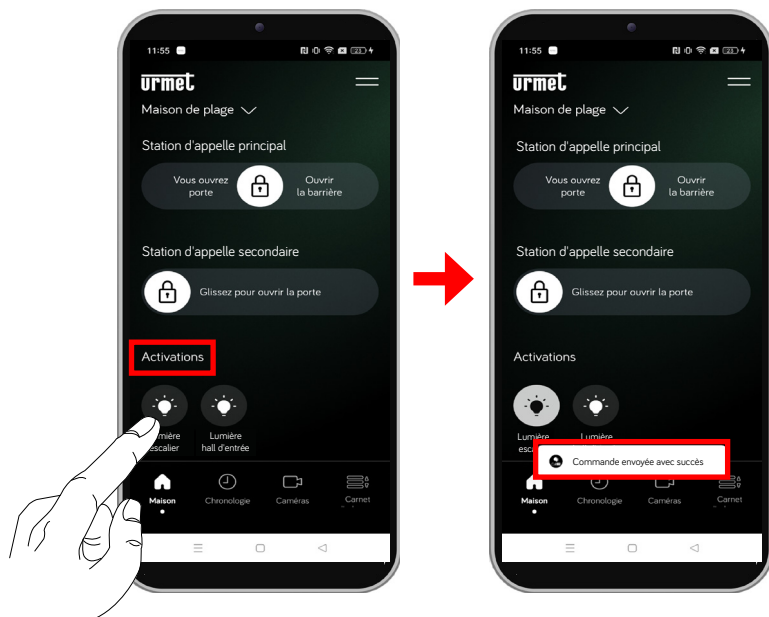 11:55
urmet
Maison de plage
Station d'appelle principal
Vous ouvrez
porte
Ouvrir
la barrière
Station d'appelle secondaire
Glissez pour ouvrir la porte
Activations
Lumière
hall d'entrée
escalier
Maison
Chronologie
Caméras
Carnet
11:55
urmet
Maison de plage
Station d'appelle principal
Vous ouvrez
porte
Ouvrir
la barrière
Station d'appelle secondaire
Glissez pour ouvrir la porte
Activations
Lumière
Lumière
Commande envoyée avec succès
Maison
Chronologie
Caméras
Carnet